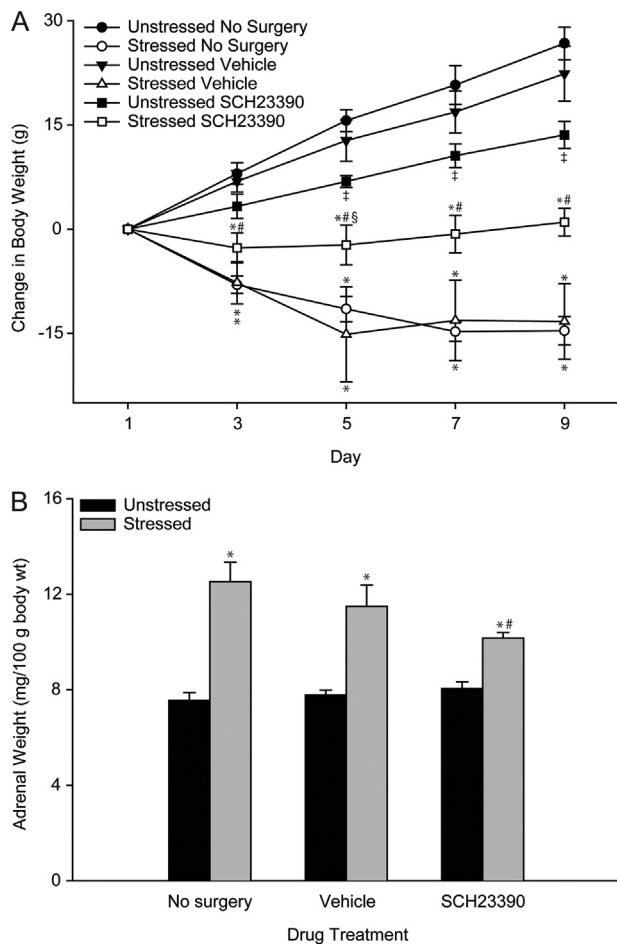 A
Unstressed No Surgery
Stressed No Surgery
Unstressed Vehicle
Stressed Vehicle
Unstressed SCH23390
Stressed SCH23390
Change in Body Weight (g)
30
15
0
-15
‡
‡
‡
*#
*#§
*#
*#
*
*
*
*
*
*
*
*
1
3
5
7
9
Day
B
Unstressed
Stressed
Adrenal Weight (mg/100 g body wt)
16
12
8
4
0
*
*
*#
No surgery
Vehicle
SCH23390
Drug Treatment